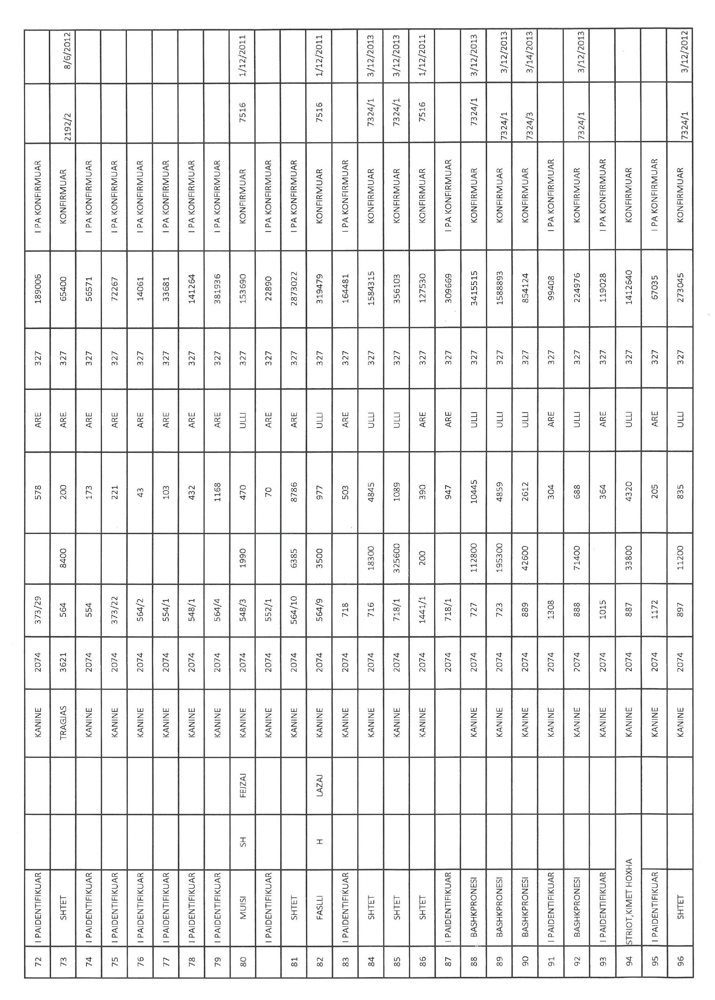 72 I PAIDENTIFIKUAR KANINE 2074 373/29 578 ARE 327 189006 I PA KONFIRMUAR
73 SHTET TRAGJAS 3621 564 8400 200 ARE 327 65400 KONFIRMUAR 2192/2 8/6/2012
74 I PAIDENTIFIKUAR KANINE 2074 554 173 ARE 327 56571 I PA KONFIRMUAR
75 I PAIDENTIFIKUAR KANINE 2074 373/22 221 ARE 327 72267 I PA KONFIRMUAR
76 I PAIDENTIFIKUAR KANINE 2074 564/2 43 ARE 327 14061 I PA KONFIRMUAR
77 I PAIDENTIFIKUAR KANINE 2074 554/1 103 ARE 327 33681 I PA KONFIRMUAR
78 I PAIDENTIFIKUAR KANINE 2074 548/1 432 ARE 327 141264 I PA KONFIRMUAR
79 I PAIDENTIFIKUAR KANINE 2074 564/4 1168 ARE 327 381936 I PA KONFIRMUAR
80 MUISI SH FEJZAJ KANINE 2074 548/3 1990 470 ULLI 327 153690 KONFIRMUAR 7516 1/12/2011
I PAIDENTIFIKUAR KANINE 2074 552/1 70 ARE 327 22890 I PA KONFIRMUAR
81 SHTET KANINE 2074 564/10 6385 8786 ARE 327 2873022 I PA KONFIRMUAR
82 FASLLI H LAZAJ KANINE 2074 564/9 3500 977 ULLI 327 319479 KONFIRMUAR 7516 1/12/2011
83 I PAIDENTIFIKUAR KANINE 2074 718 503 ARE 327 164481 I PA KONFIRMUAR
84 SHTET KANINE 2074 716 18300 4845 ULLI 327 1584315 KONFIRMUAR 7324/1 3/12/2013
85 SHTET KANINE 2074 718/1 325600 1089 ULLI 327 356103 KONFIRMUAR 7324/1 3/12/2013
86 SHTET KANINE 2074 1441/1 200 390 ARE 327 127530 KONFIRMUAR 7516 1/12/2011
87 I PAIDENTIFIKUAR 2074 718/1 947 ARE 327 309669 I PA KONFIRMUAR
88 BASHKPRONESI KANINE 2074 727 112800 10445 ULLI 327 3415515 KONFIRMUAR 7324/1 3/12/2013
89 BASHKPRONESI KANINE 2074 723 195300 4859 ULLI 327 1588893 KONFIRMUAR 7324/1 3/12/2013
90 BASHKPRONESI KANINE 2074 889 42600 2612 ULLI 327 854124 KONFIRMUAR 7324/3 3/14/2013
91 I PAIDENTIFIKUAR KANINE 2074 1308 304 ARE 327 99408 I PA KONFIRMUAR
92 BASHKPRONESI KANINE 2074 888 71400 688 ULLI 327 224976 KONFIRMUAR 7324/1 3/12/2013
93 I PAIDENTIFIKUAR KANINE 2074 1015 364 ARE 327 119028 I PA KONFIRMUAR
94 STRIOT,KIMET HOXHA KANINE 2074 887 33800 4320 ULLI 327 1412640 KONFIRMUAR
95 I PAIDENTIFIKUAR KANINE 2074 1172 205 ARE 327 67035 I PA KONFIRMUAR
96 SHTET KANINE 2074 897 11200 835 ULLI 327 273045 KONFIRMUAR 7324/1 3/12/2012